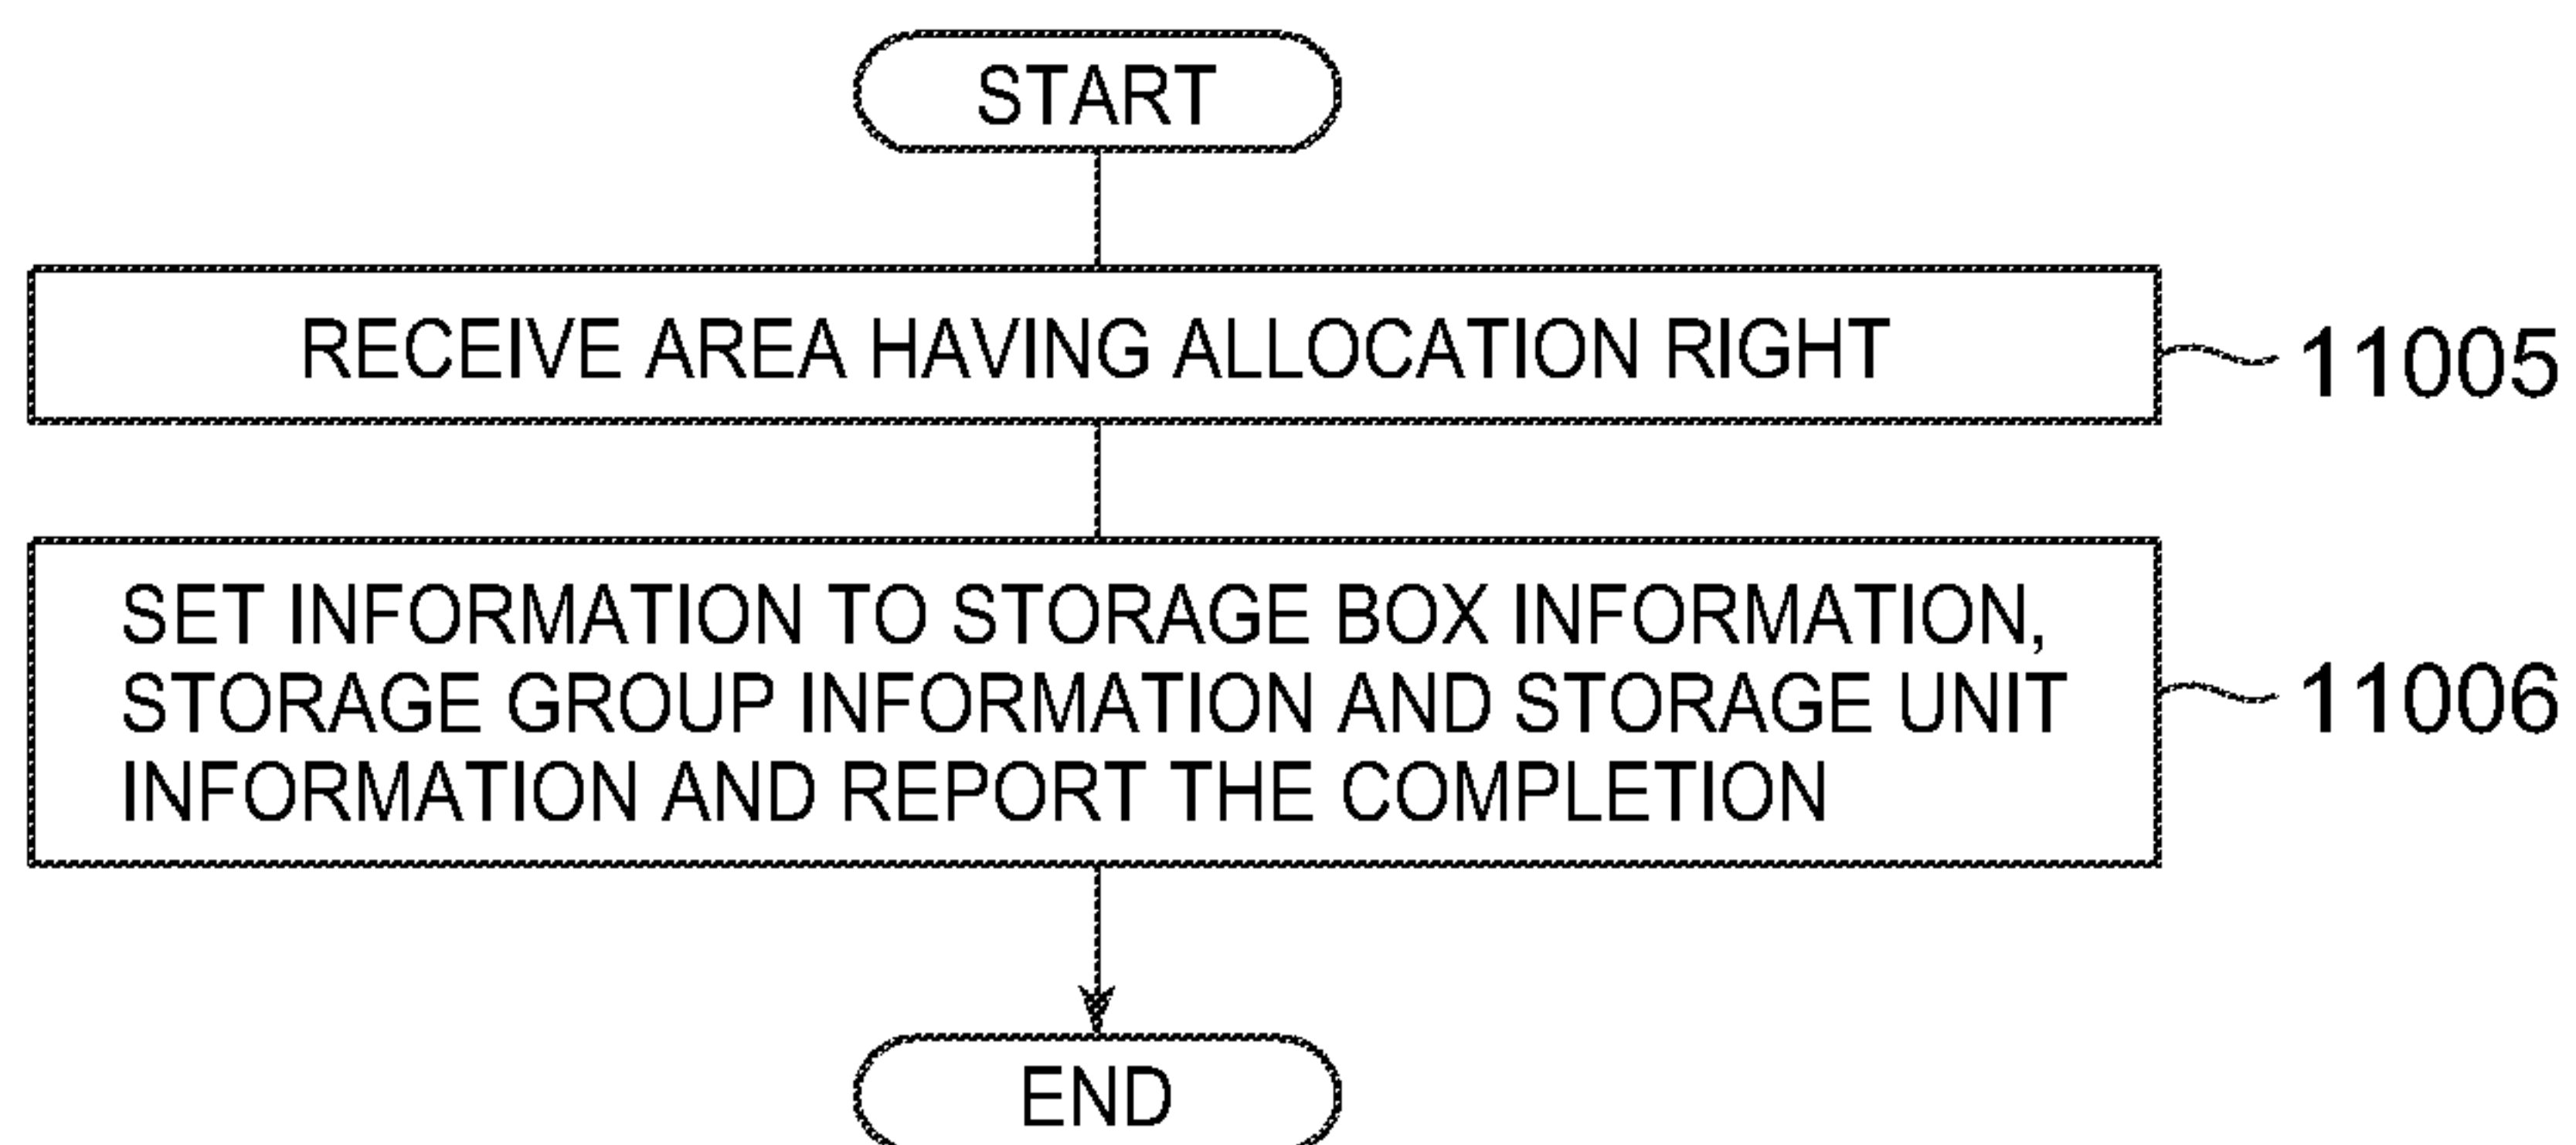 START
RECEIVE AREA HAVING ALLOCATION RIGHT
11005
SET INFORMATION TO STORAGE BOX INFORMATION,
STORAGE GROUP INFORMATION AND STORAGE UNIT
INFORMATION AND REPORT THE COMPLETION
11006
END